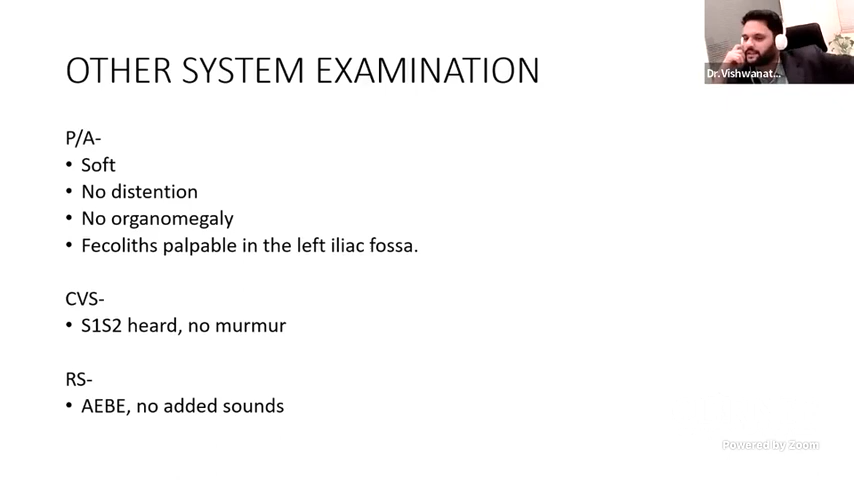 OTHER SYSTEM EXAMINATION
Dr.Vishwanat...
P/A-
• Soft
• No distention
• No organomegaly
• Fecoliths palpable in the left iliac fossa.
CVS-
• S1S2 heard, no murmur
RS-
• AEBE, no added sounds
Powered by Zoom